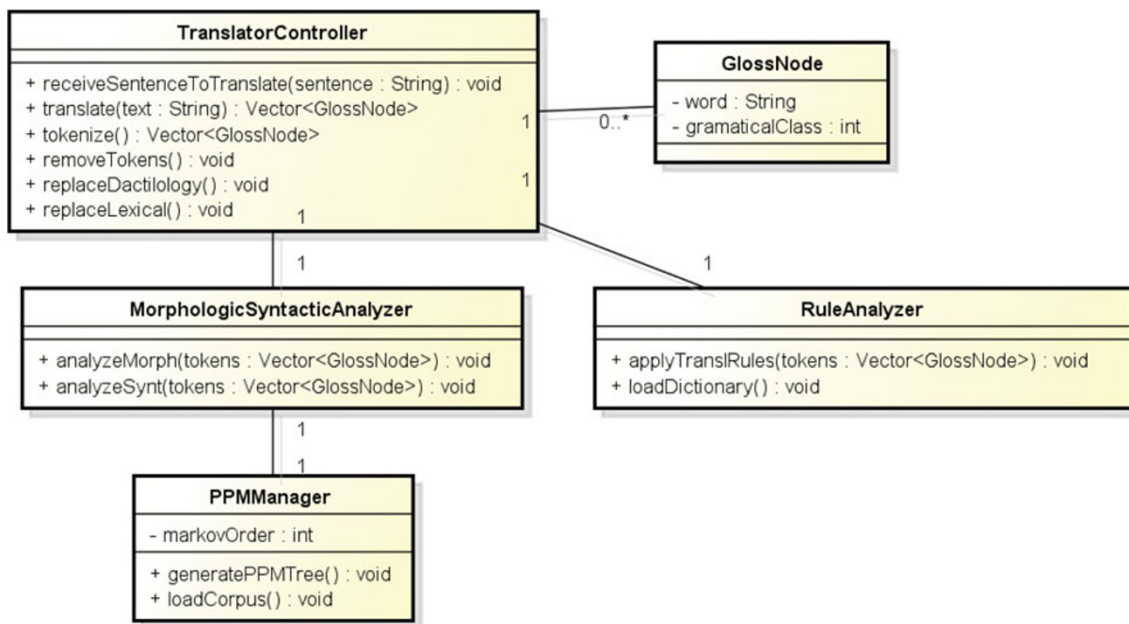 TranslatorController
+ receiveSentenceToTranslate(sentence : String) : void
+ translate(text : String) : Vector<GlossNode>
+ tokenize() : Vector<GlossNode>
+ removeTokens() : void
+ replaceDactilology() : void
+ replaceLexical() : void
1
0..*
1
1
GlossNode
- word : String
- gramaticalClass : int
1
1
1
MorphologicSyntacticAnalyzer
+ analyzeMorph(tokens : Vector<GlossNode>) : void
+ analyzeSynt(tokens : Vector<GlossNode>) : void
RuleAnalyzer
+ applyTranslRules(tokens : Vector<GlossNode>) : void
+ loadDictionary() : void
1
1
PPMManager
- markovOrder : int
+ generatePPMTree() : void
+ loadCorpus() : void